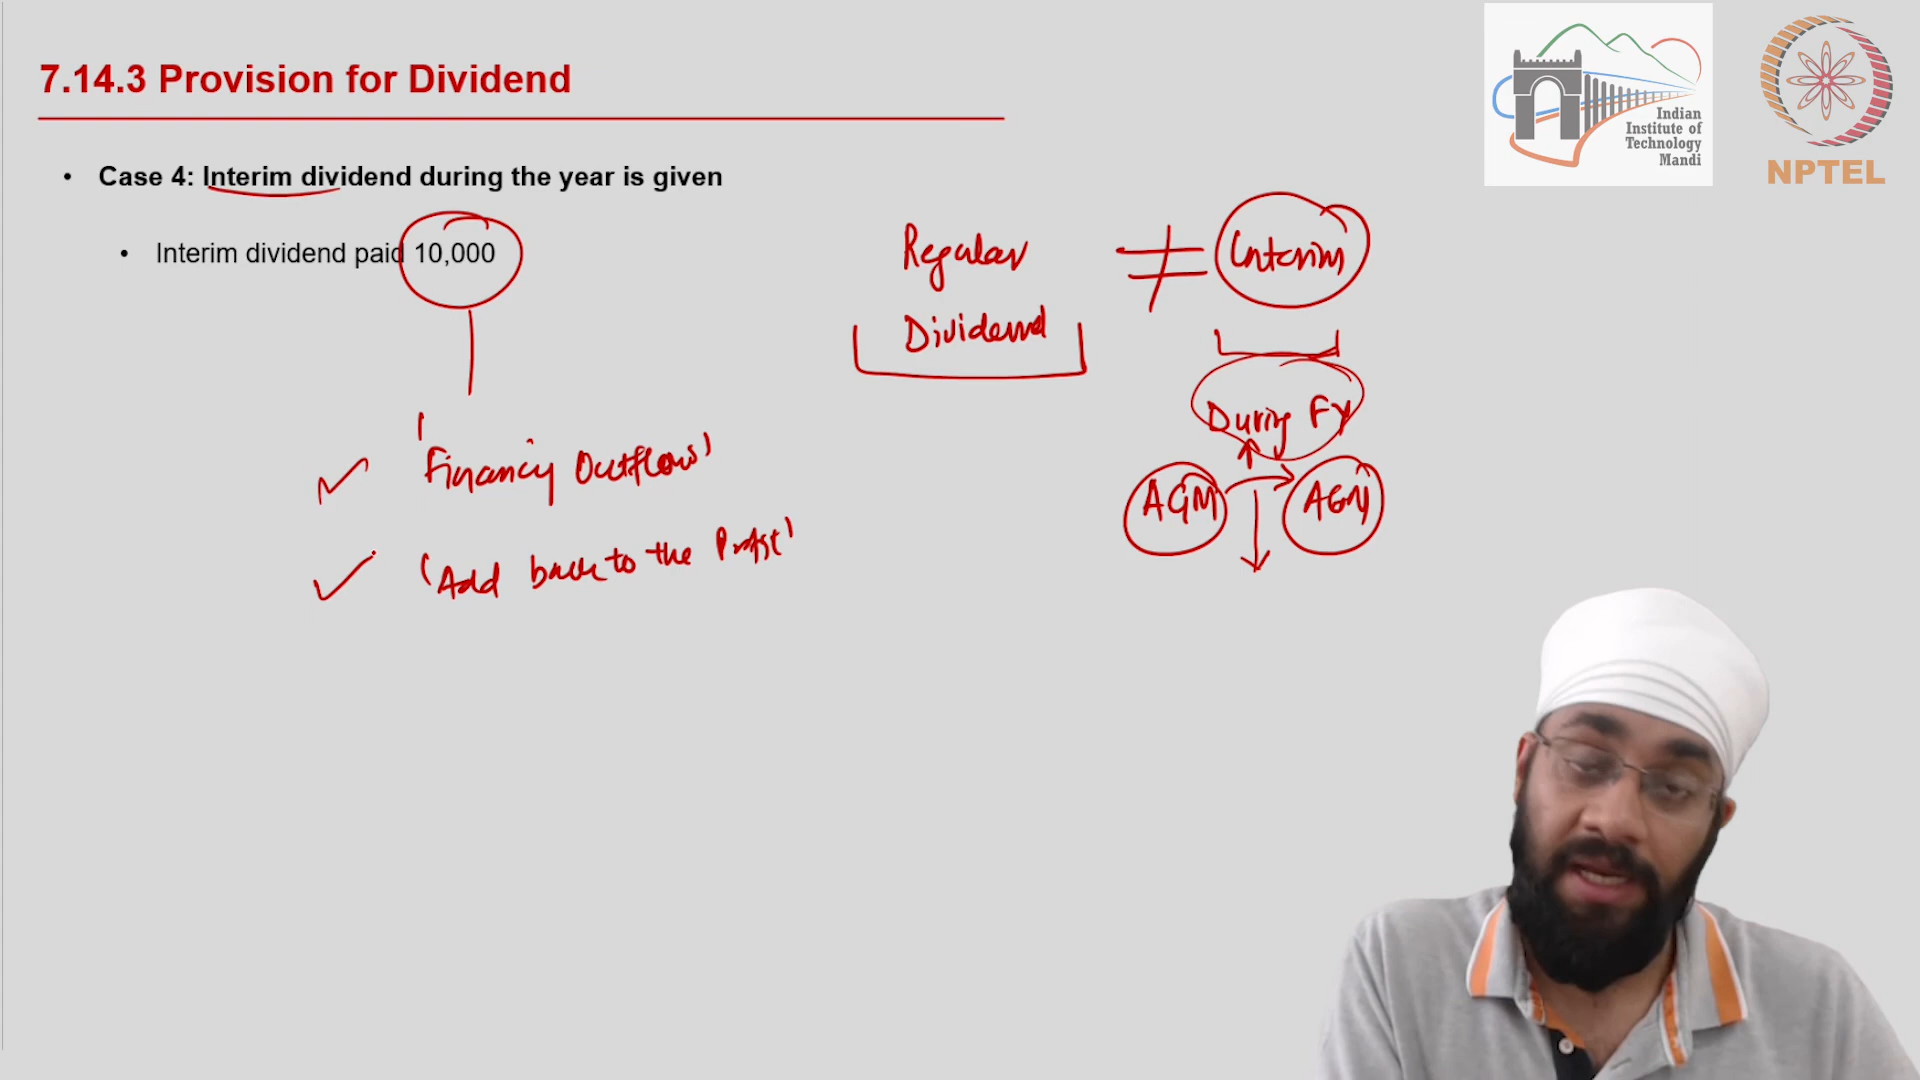 7.14.3 Provision for Dividend
Indian
Institute of
Technology
Mandi
NPTEL
• Case 4: Interim dividend during the year is given
• Interim dividend paid 10,000
Regular ≠ Interim
Dividend
During FY
AGM AGM
'Financing Outflows'
'Add back to the Profit'